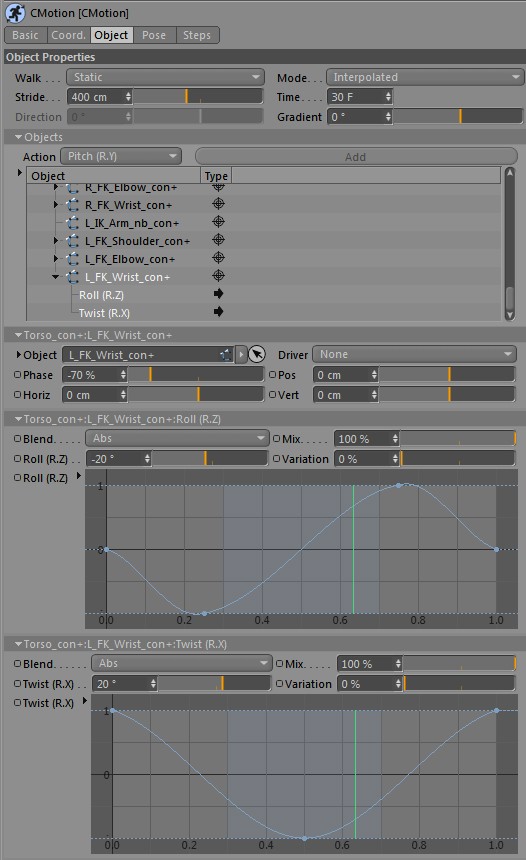 CMotion [CMotion]
Basic Coord. Object Pose Steps
Object Properties
Walk . . . . Static Mode. . . Interpolated
Stride. . . 400 cm Time. . . 30 F
Direction 0 ° Gradient 0 °
Objects
Action Pitch (R.Y) Add
Object Type
R_FK_Elbow_con+
R_FK_Wrist_con+
L_IK_Arm_nb_con+
L_FK_Shoulder_con+
L_FK_Elbow_con+
L_FK_Wrist_con+
Roll (R.Z)
Twist (R.X)
Torso_con+:L_FK_Wrist_con+
Object L_FK_Wrist_con+ Driver None
Phase -70 % Pos 0 cm
Horiz 0 cm Vert 0 cm
Torso_con+:L_FK_Wrist_con+:Roll (R.Z)
Blend. . . . . Abs Mix. . . . . 100 %
Roll (R.Z) . . -20 ° Variation 0 %
Roll (R.Z)
1
0
0.0 0.2 0.4 0.6 0.8 1.0
Torso_con+:L_FK_Wrist_con+:Twist (R.X)
Blend. . . . . Abs Mix. . . . . 100 %
Twist (R.X) . 20 ° Variation 0 %
Twist (R.X)
1
0
0.0 0.2 0.4 0.6 0.8 1.0